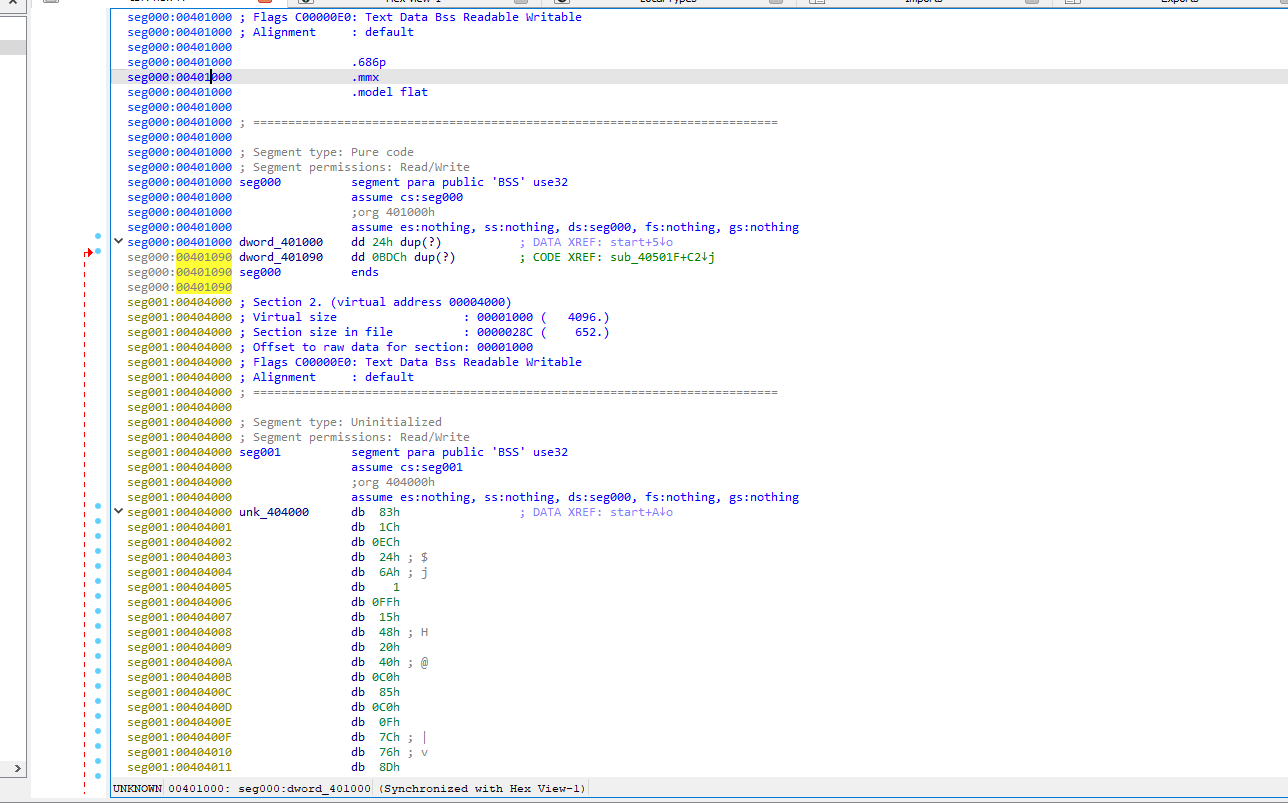 seg000:00401000 ; Flags C00000E0: Text Data Bss Readable Writable
seg000:00401000 ; Alignment     : default
seg000:00401000
seg000:00401000                 .686p
seg000:00401000                 .mmx
seg000:00401000                 .model flat
seg000:00401000
seg000:00401000 ; ===========================================================================
seg000:00401000
seg000:00401000 ; Segment type: Pure code
seg000:00401000 ; Segment permissions: Read/Write
seg000:00401000 seg000          segment para public 'BSS' use32
seg000:00401000                 assume cs:seg000
seg000:00401000                 ;org 401000h
seg000:00401000                 assume es:nothing, ss:nothing, ds:seg000, fs:nothing, gs:nothing
seg000:00401000 dword_401000    dd 24h dup(?)           ; DATA XREF: start+5↓o
seg000:00401090 dword_401090    dd 0BDCh dup(?)         ; CODE XREF: sub_40501F+C2↓j
seg000:00401090 seg000          ends
seg000:00401090
seg001:00404000 ; Section 2. (virtual address 00004000)
seg001:00404000 ; Virtual size                  : 00001000 (   4096.)
seg001:00404000 ; Section size in file          : 0000028C (    652.)
seg001:00404000 ; Offset to raw data for section: 00001000
seg001:00404000 ; Flags C00000E0: Text Data Bss Readable Writable
seg001:00404000 ; Alignment     : default
seg001:00404000 ; ===========================================================================
seg001:00404000
seg001:00404000 ; Segment type: Uninitialized
seg001:00404000 ; Segment permissions: Read/Write
seg001:00404000 seg001          segment para public 'BSS' use32
seg001:00404000                 assume cs:seg001
seg001:00404000                 ;org 404000h
seg001:00404000                 assume es:nothing, ss:nothing, ds:seg000, fs:nothing, gs:nothing
seg001:00404000 unk_404000      db  83h                 ; DATA XREF: start+A↓o
seg001:00404001                 db  1Ch
seg001:00404002                 db 0ECh
seg001:00404003                 db  24h ; $
seg001:00404004                 db  6Ah ; j
seg001:00404005                 db    1
seg001:00404006                 db 0FFh
seg001:00404007                 db  15h
seg001:00404008                 db  48h ; H
seg001:00404009                 db  20h
seg001:0040400A                 db  40h ; @
seg001:0040400B                 db 0C0h
seg001:0040400C                 db  85h
seg001:0040400D                 db 0C0h
seg001:0040400E                 db  0Fh
seg001:0040400F                 db  7Ch ; |
seg001:00404010                 db  76h ; v
seg001:00404011                 db  8Dh
UNKNOWN 00401000: seg000:dword_401000 (Synchronized with Hex View-1)